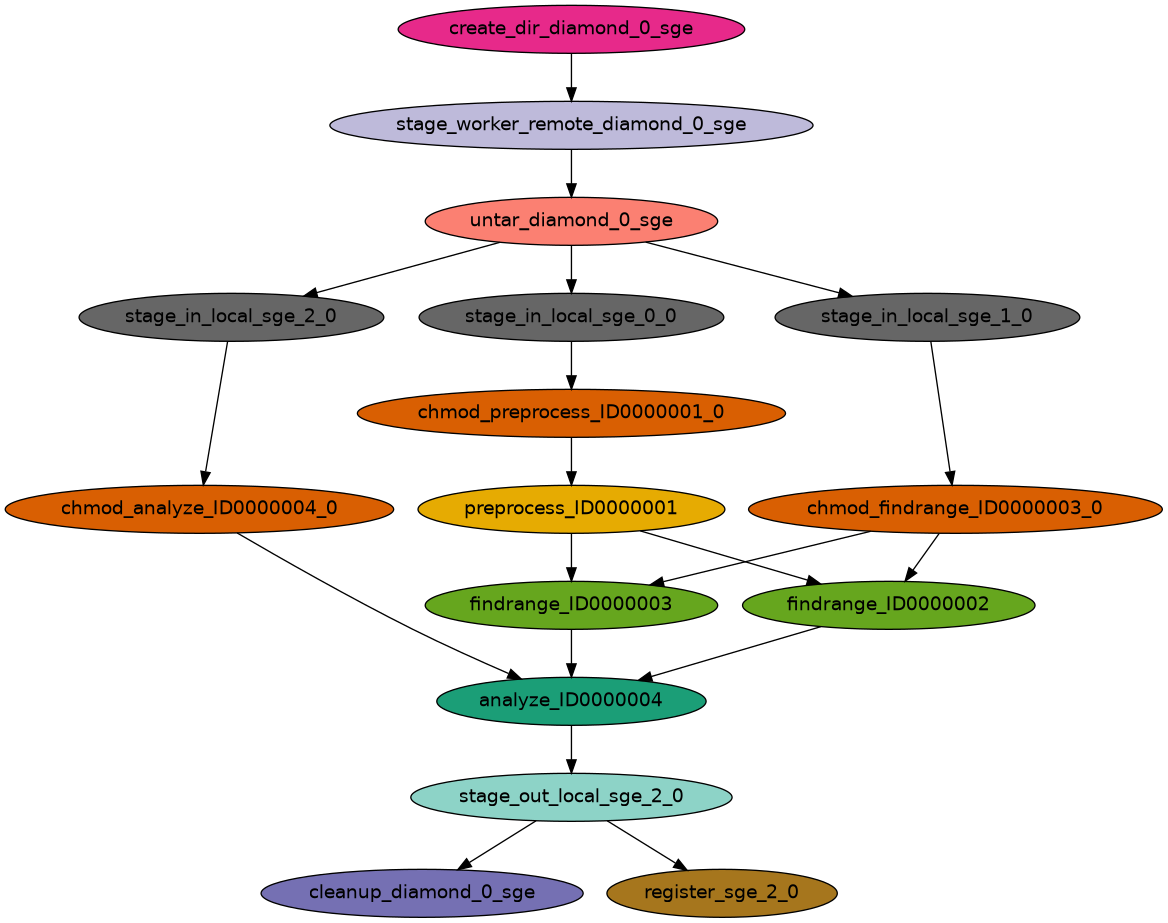 create_dir_diamond_0_sge
stage_worker_remote_diamond_0_sge
untar_diamond_0_sge
stage_in_local_sge_2_0
stage_in_local_sge_0_0
stage_in_local_sge_1_0
chmod_preprocess_ID0000001_0
chmod_analyze_ID0000004_0
preprocess_ID0000001
chmod_findrange_ID0000003_0
findrange_ID0000003
findrange_ID0000002
analyze_ID0000004
stage_out_local_sge_2_0
cleanup_diamond_0_sge
register_sge_2_0